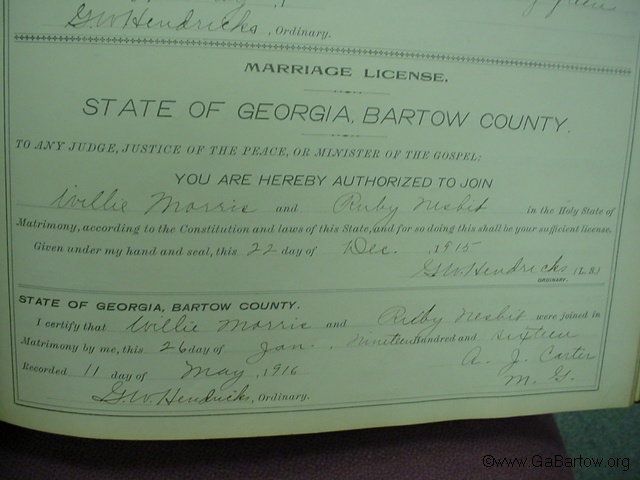 G.W. Hendricks, Ordinary.
MARRIAGE LICENSE.
STATE OF GEORGIA, BARTOW COUNTY.
TO ANY JUDGE, JUSTICE OF THE PEACE, OR MINISTER OF THE GOSPEL:
YOU ARE HEREBY AUTHORIZED TO JOIN
Willie Morris and Ruby Nesbit in the Holy State of
Matrimony, according to the Constitution and laws of this State, and for so doing this shall be your sufficient license.
Given under my hand and seal, this 22 day of Dec. 1915
G.W. Hendricks (L.S.)
ORDINARY.
STATE OF GEORGIA, BARTOW COUNTY.
I certify that Willie Morris and Ruby Nesbit were joined in
Matrimony by me, this 26 day of Jan. Nineteen Hundred and sixteen
A. J. Carter
M. G.
Recorded 11 day of May, 1916
G.W. Hendricks, Ordinary.
©www.GaBartow.org